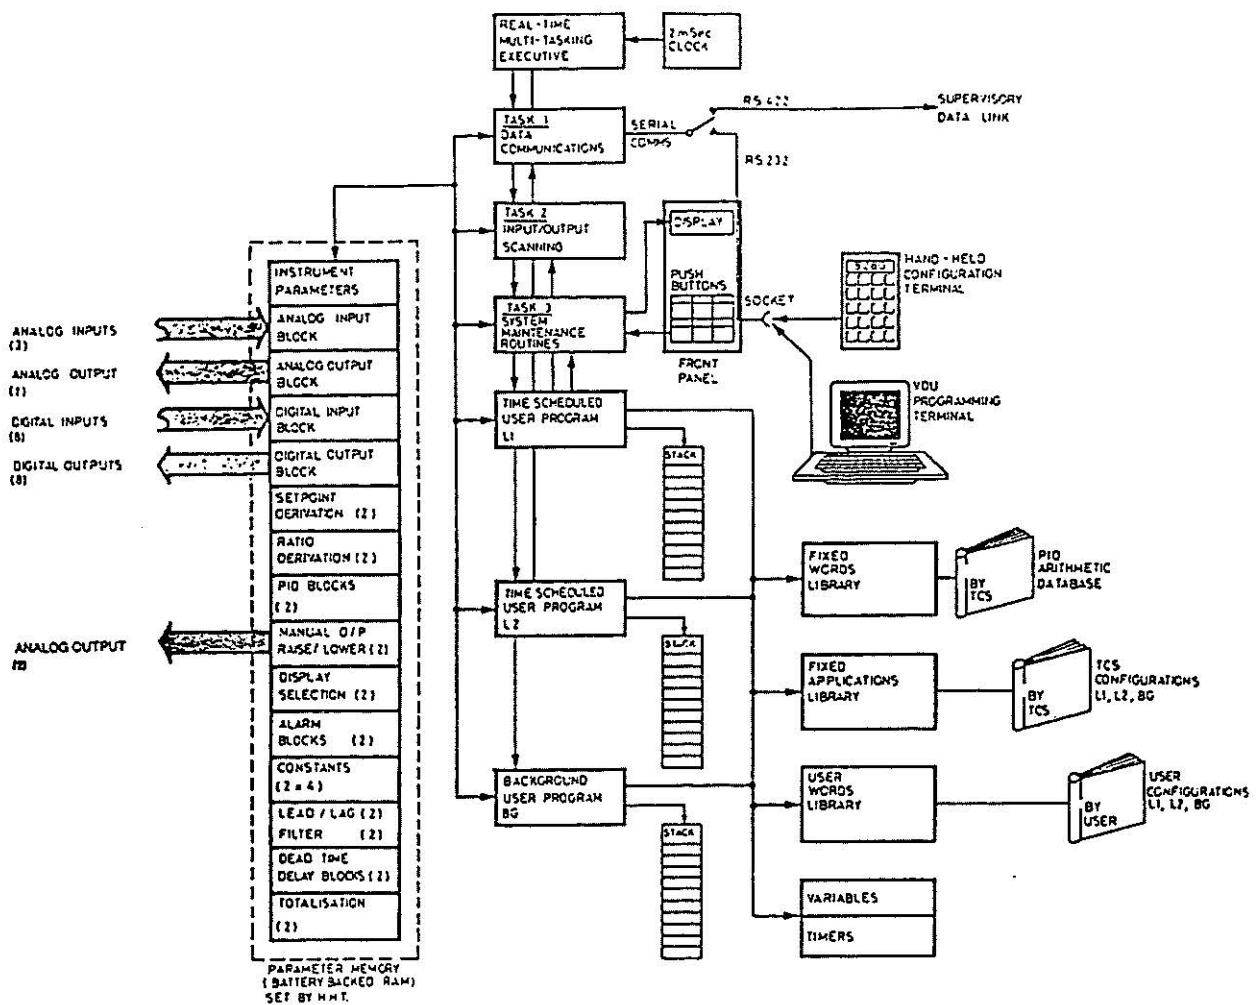 REAL-TIME
MULTI-TASKING
EXECUTIVE
2mSec
CLOCK
TASK 1
DATA
COMMUNICATIONS
SERIAL
COMMS
RS 422
SUPERVISORY
DATA LINK
RS 232
TASK 2
INPUT/OUTPUT
SCANNING
DISPLAY
PUSH
BUTTONS
SOCKET
FRONT
PANEL
HAND-HELD
CONFIGURATION
TERMINAL
TASK 3
SYSTEM
MAINTENANCE
ROUTINES
VDU
PROGRAMMING
TERMINAL
INSTRUMENT
PARAMETERS
ANALOG INPUTS
ANALOG INPUT
BLOCK
ANALOG OUTPUT
ANALOG OUTPUT
BLOCK
DIGITAL INPUTS
DIGITAL INPUT
BLOCK
DIGITAL OUTPUTS
(8)
DIGITAL OUTPUT
BLOCK
SETPOINT
DERIVATION (2)
RATIO
DERIVATION (2)
PID BLOCKS
(2)
ANALOG OUTPUT
MANUAL O/P
RAISE/LOWER (2)
DISPLAY
SELECTION (2)
ALARM
BLOCKS (2)
CONSTANTS
(2 x 4)
LEAD / LAG (2)
FILTER (2)
DEAD TIME
DELAY BLOCKS (2)
TOTALISATION
(2)
PARAMETER MEMORY
(BATTERY BACKED RAM)
SET BY H.H.T.
TIME SCHEDULED
USER PROGRAM
L1
STACK
TIME SCHEDULED
USER PROGRAM
L2
STACK
BACKGROUND
USER PROGRAM
BG
STACK
FIXED
WORDS
LIBRARY
BY
TCS
PID
ARITHMETIC
DATABASE
FIXED
APPLICATIONS
LIBRARY
BY
TCS
TCS
CONFIGURATIONS
L1, L2, BG
USER
WORDS
LIBRARY
BY
USER
USER
CONFIGURATIONS
L1, L2, BG
VARIABLES
TIMERS